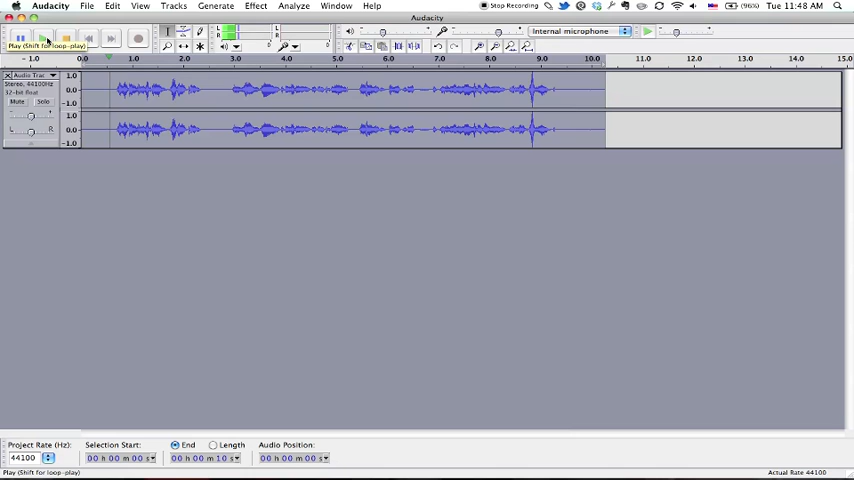 Audacity File Edit View Tracks Generate Effect Analyze Window Help Stop Recording (96%) Tue 11:48 AM
Audacity
L R L R Internal microphone
Play (Shift for loop-play)
- 1.0 0.0 1.0 2.0 3.0 4.0 5.0 6.0 7.0 8.0 9.0 10.0 11.0 12.0 13.0 14.0 15.0
Audio Trac 1.0
Stereo, 44100Hz
32-bit float 0.0
Mute Solo -1.0
- + 1.0
L R 0.0
-1.0
Project Rate (Hz): Selection Start: End Length Audio Position:
44100 00 h 00 m 00 s 00 h 00 m 10 s 00 h 00 m 00 s
Play (Shift for loop-play) Actual Rate 44100